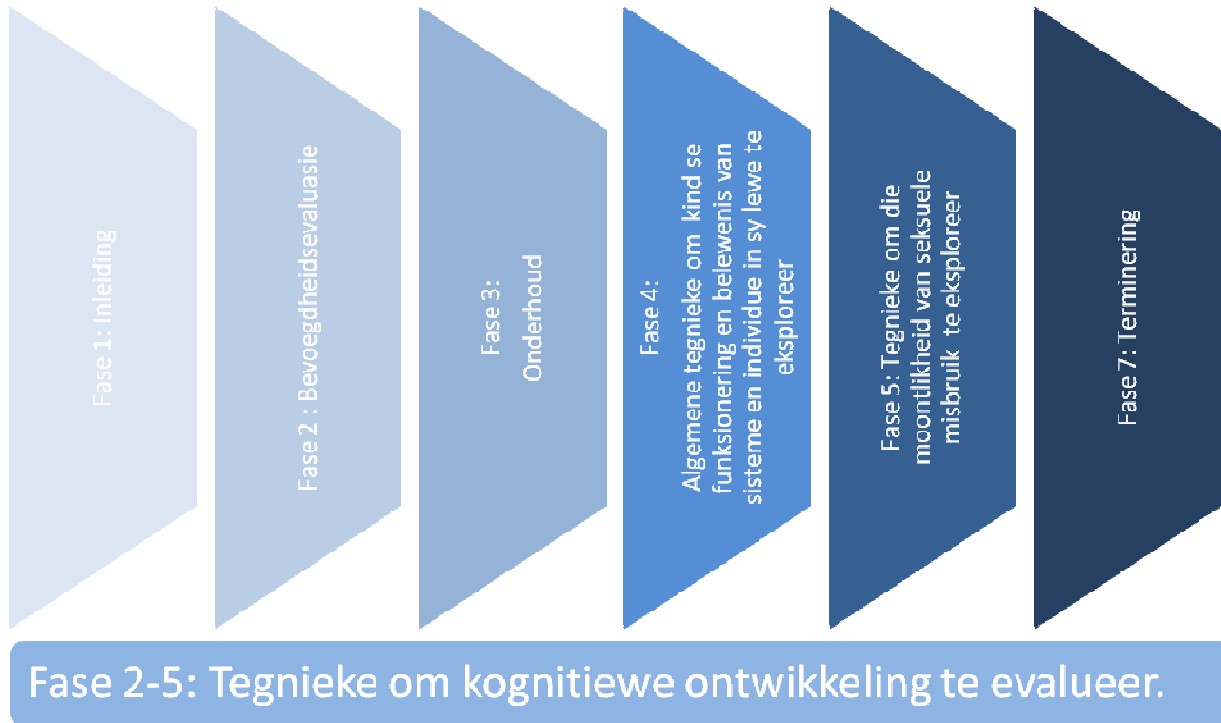 Fase 1: Inleiding
Fase 2 : Bevoegdheidsevaluasie
Fase 3:
Onderhoud
Fase 4:
Algemene tegnieke om kind se
funksionering en belewenis van
sisteme en individue in sy lewe te
eksploreer
Fase 5: Tegnieke om die
moontlikheid van seksuele
misbruik te eksploreer
Fase 7: Terminering
Fase 2-5: Tegnieke om kognitiewe ontwikkeling te evalueer.